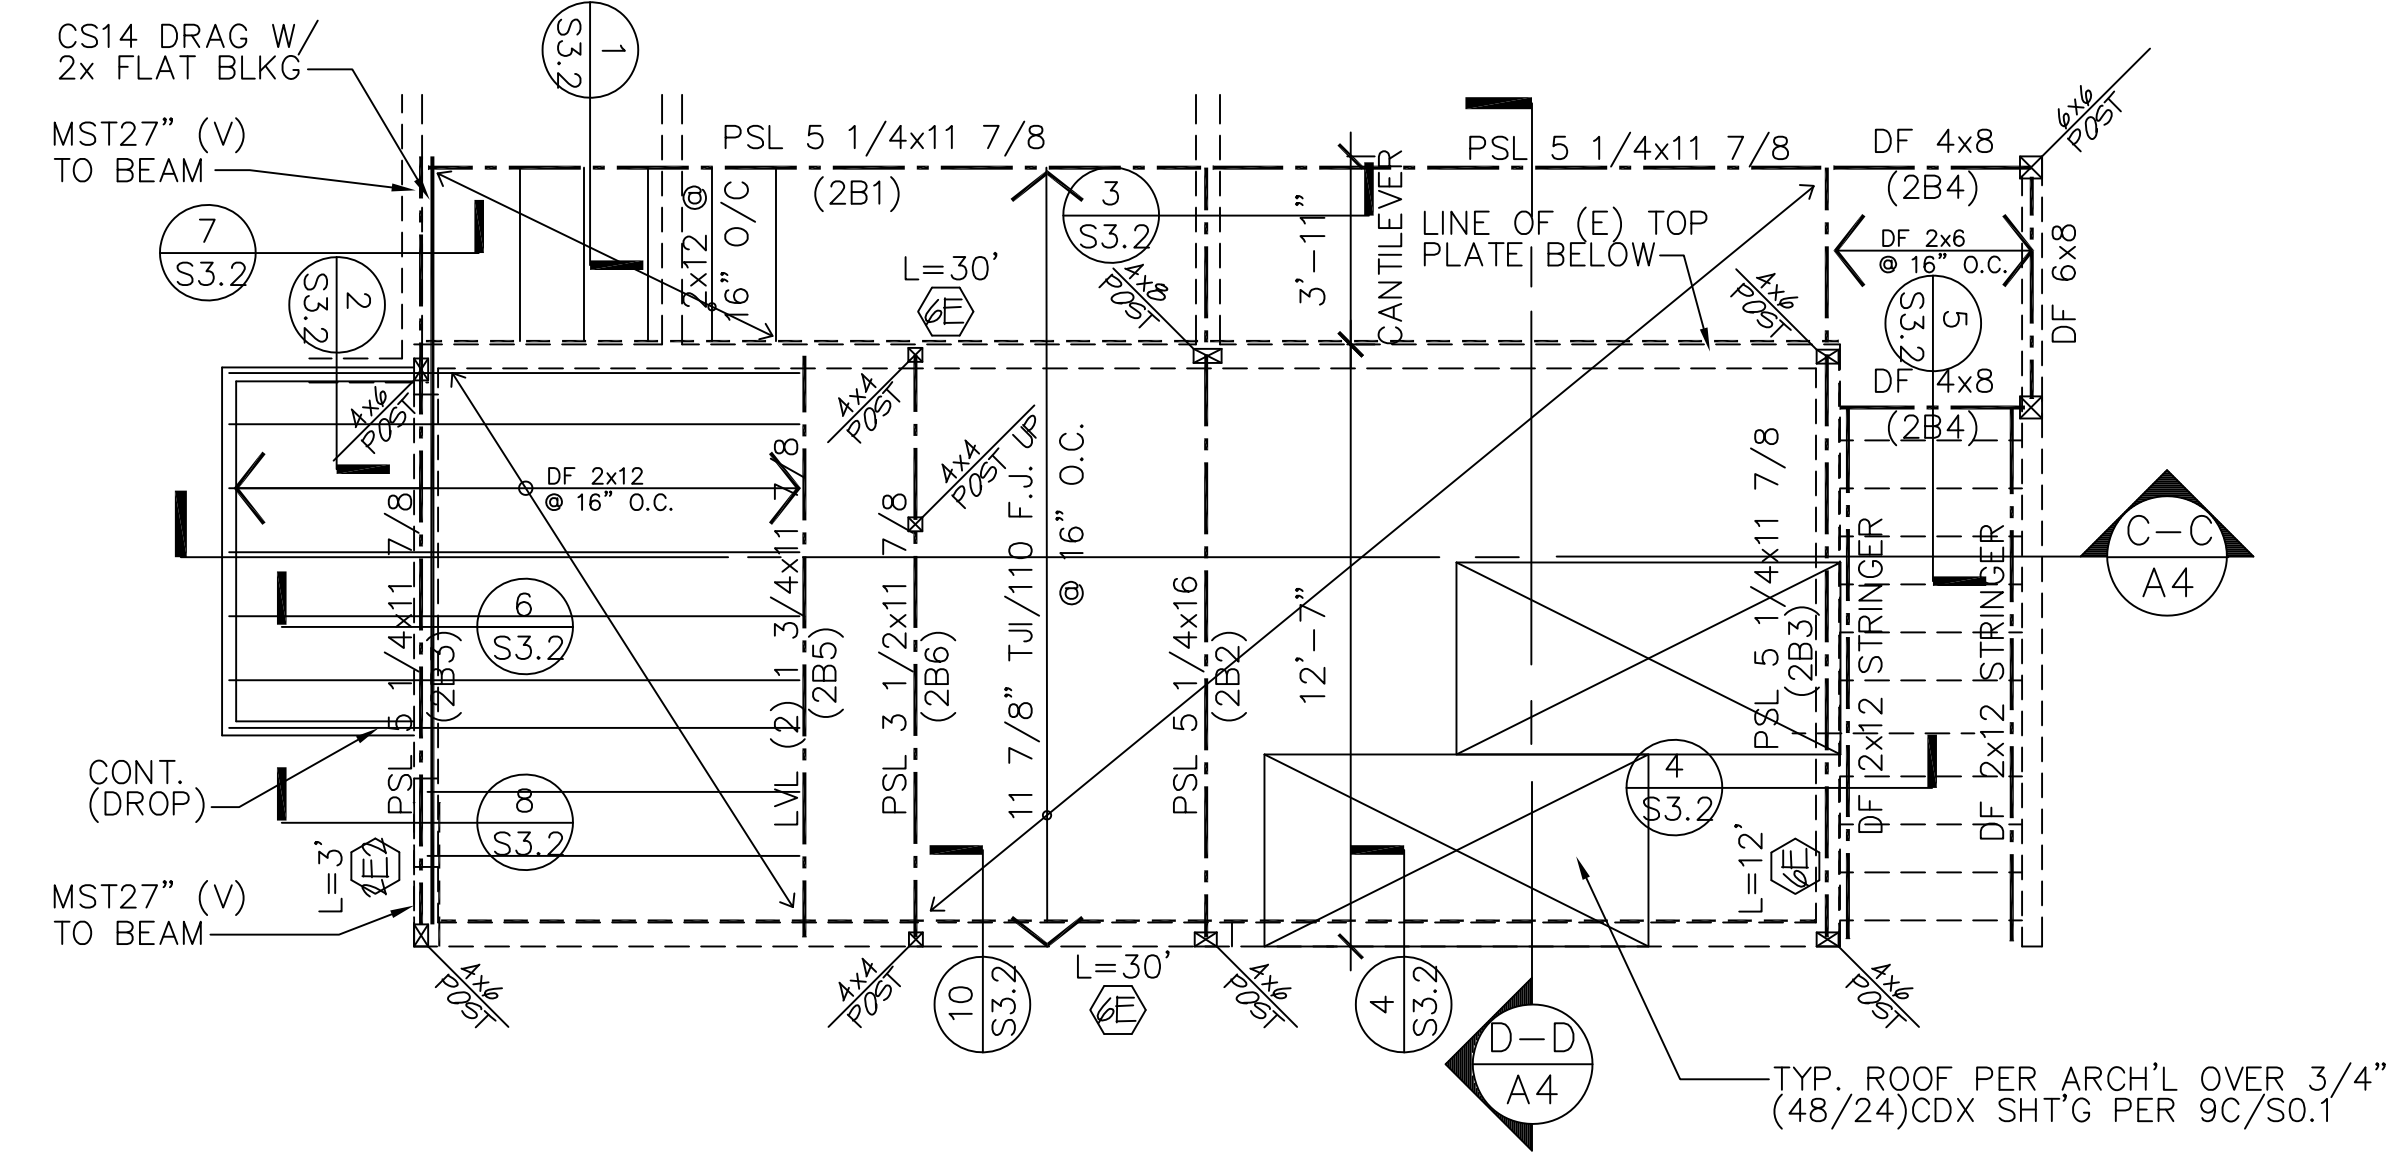 CS14 DRAG W/
2x FLAT BLKG
MST27" (V)
TO BEAM
1
S3.2
PSL 5 1/4x11 7/8
(2B1)
PSL 5 1/4x11 7/8
DF 4x8
(2B4)
6x6
POST
7
S3.2
2
S3.2
2x12 @
16" O/C
L=30'
6E
3
S3.2
4x8
POST
3'-11"
CANTILEVER
LINE OF (E) TOP
PLATE BELOW
4x6
POST
DF 2x6
@ 16" O.C.
DF 6x8
5
S3.2
DF 4x8
(2B4)
4x6
POST
4x4
POST
4x4
POST
DF 2x12
@ 16" O.C.
PSL 5 1/4x11 7/8
(2B3)
LVL (2) 1 3/4x11 7/8
(2B5)
PSL 3 1/2x11 7/8
(2B6)
11 7/8" TJI/110 F.J. UP
@ 16" O.C.
PSL 5 1/4x16
(2B2)
12'-7"
PSL 5 1/4x11 7/8
(2B3)
DF 2x12 STRINGER
DF 2x12 STRINGER
C-C
A4
6
S3.2
8
S3.2
4
S3.2
CONT.
(DROP)
L=3'
2E2
L=12'
6E
MST27" (V)
TO BEAM
4x6
POST
4x4
POST
10
S3.2
L=30'
6E
4x6
POST
4
S3.2
D-D
A4
4x6
POST
TYP. ROOF PER ARCH'L OVER 3/4"
(48/24)CDX SHT'G PER 9C/S0.1